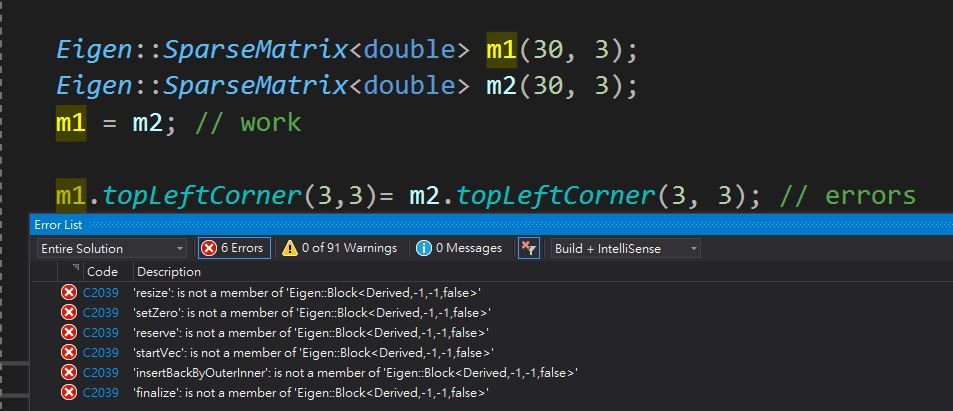 Eigen::SparseMatrix<double> m1(30, 3);
Eigen::SparseMatrix<double> m2(30, 3);
m1 = m2; // work
m1.topLeftCorner(3,3)= m2.topLeftCorner(3, 3); // errors
Error List
Entire Solution 6 Errors 0 of 91 Warnings 0 Messages Build + IntelliSense
Code Description
C2039 'resize': is not a member of 'Eigen::Block<Derived,-1,-1,false>'
C2039 'setZero': is not a member of 'Eigen::Block<Derived,-1,-1,false>'
C2039 'reserve': is not a member of 'Eigen::Block<Derived,-1,-1,false>'
C2039 'startVec': is not a member of 'Eigen::Block<Derived,-1,-1,false>'
C2039 'insertBackByOuterInner': is not a member of 'Eigen::Block<Derived,-1,-1,false>'
C2039 'finalize': is not a member of 'Eigen::Block<Derived,-1,-1,false>'